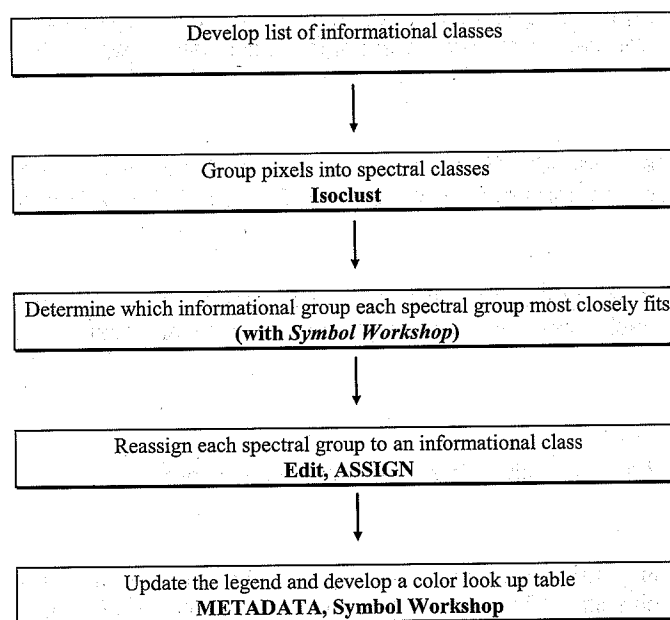 Develop list of informational classes
Group pixels into spectral classes
Isoclust
Determine which informational group each spectral group most closely fits
(with Symbol Workshop)
Reassign each spectral group to an informational class
Edit, ASSIGN
Update the legend and develop a color look up table
METADATA, Symbol Workshop